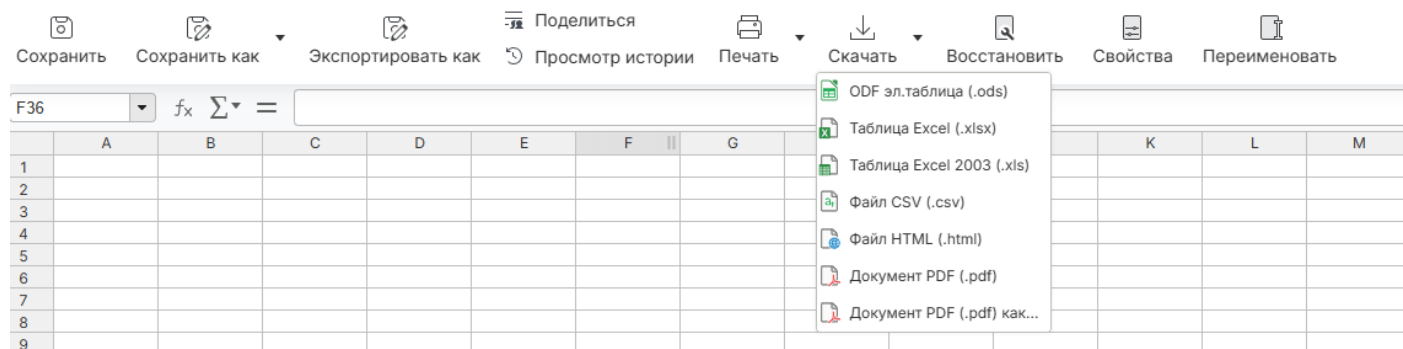 Поделиться
Сохранить Сохранить как Экспортировать как Просмотр истории Печать Скачать Восстановить Свойства Переименовать
F36 fx Σ =
ODF эл.таблица (.ods)
Таблица Excel (.xlsx)
Таблица Excel 2003 (.xls)
Файл CSV (.csv)
Файл HTML (.html)
Документ PDF (.pdf)
Документ PDF (.pdf) как...
A B C D E F G K L M
1
2
3
4
5
6
7
8
9